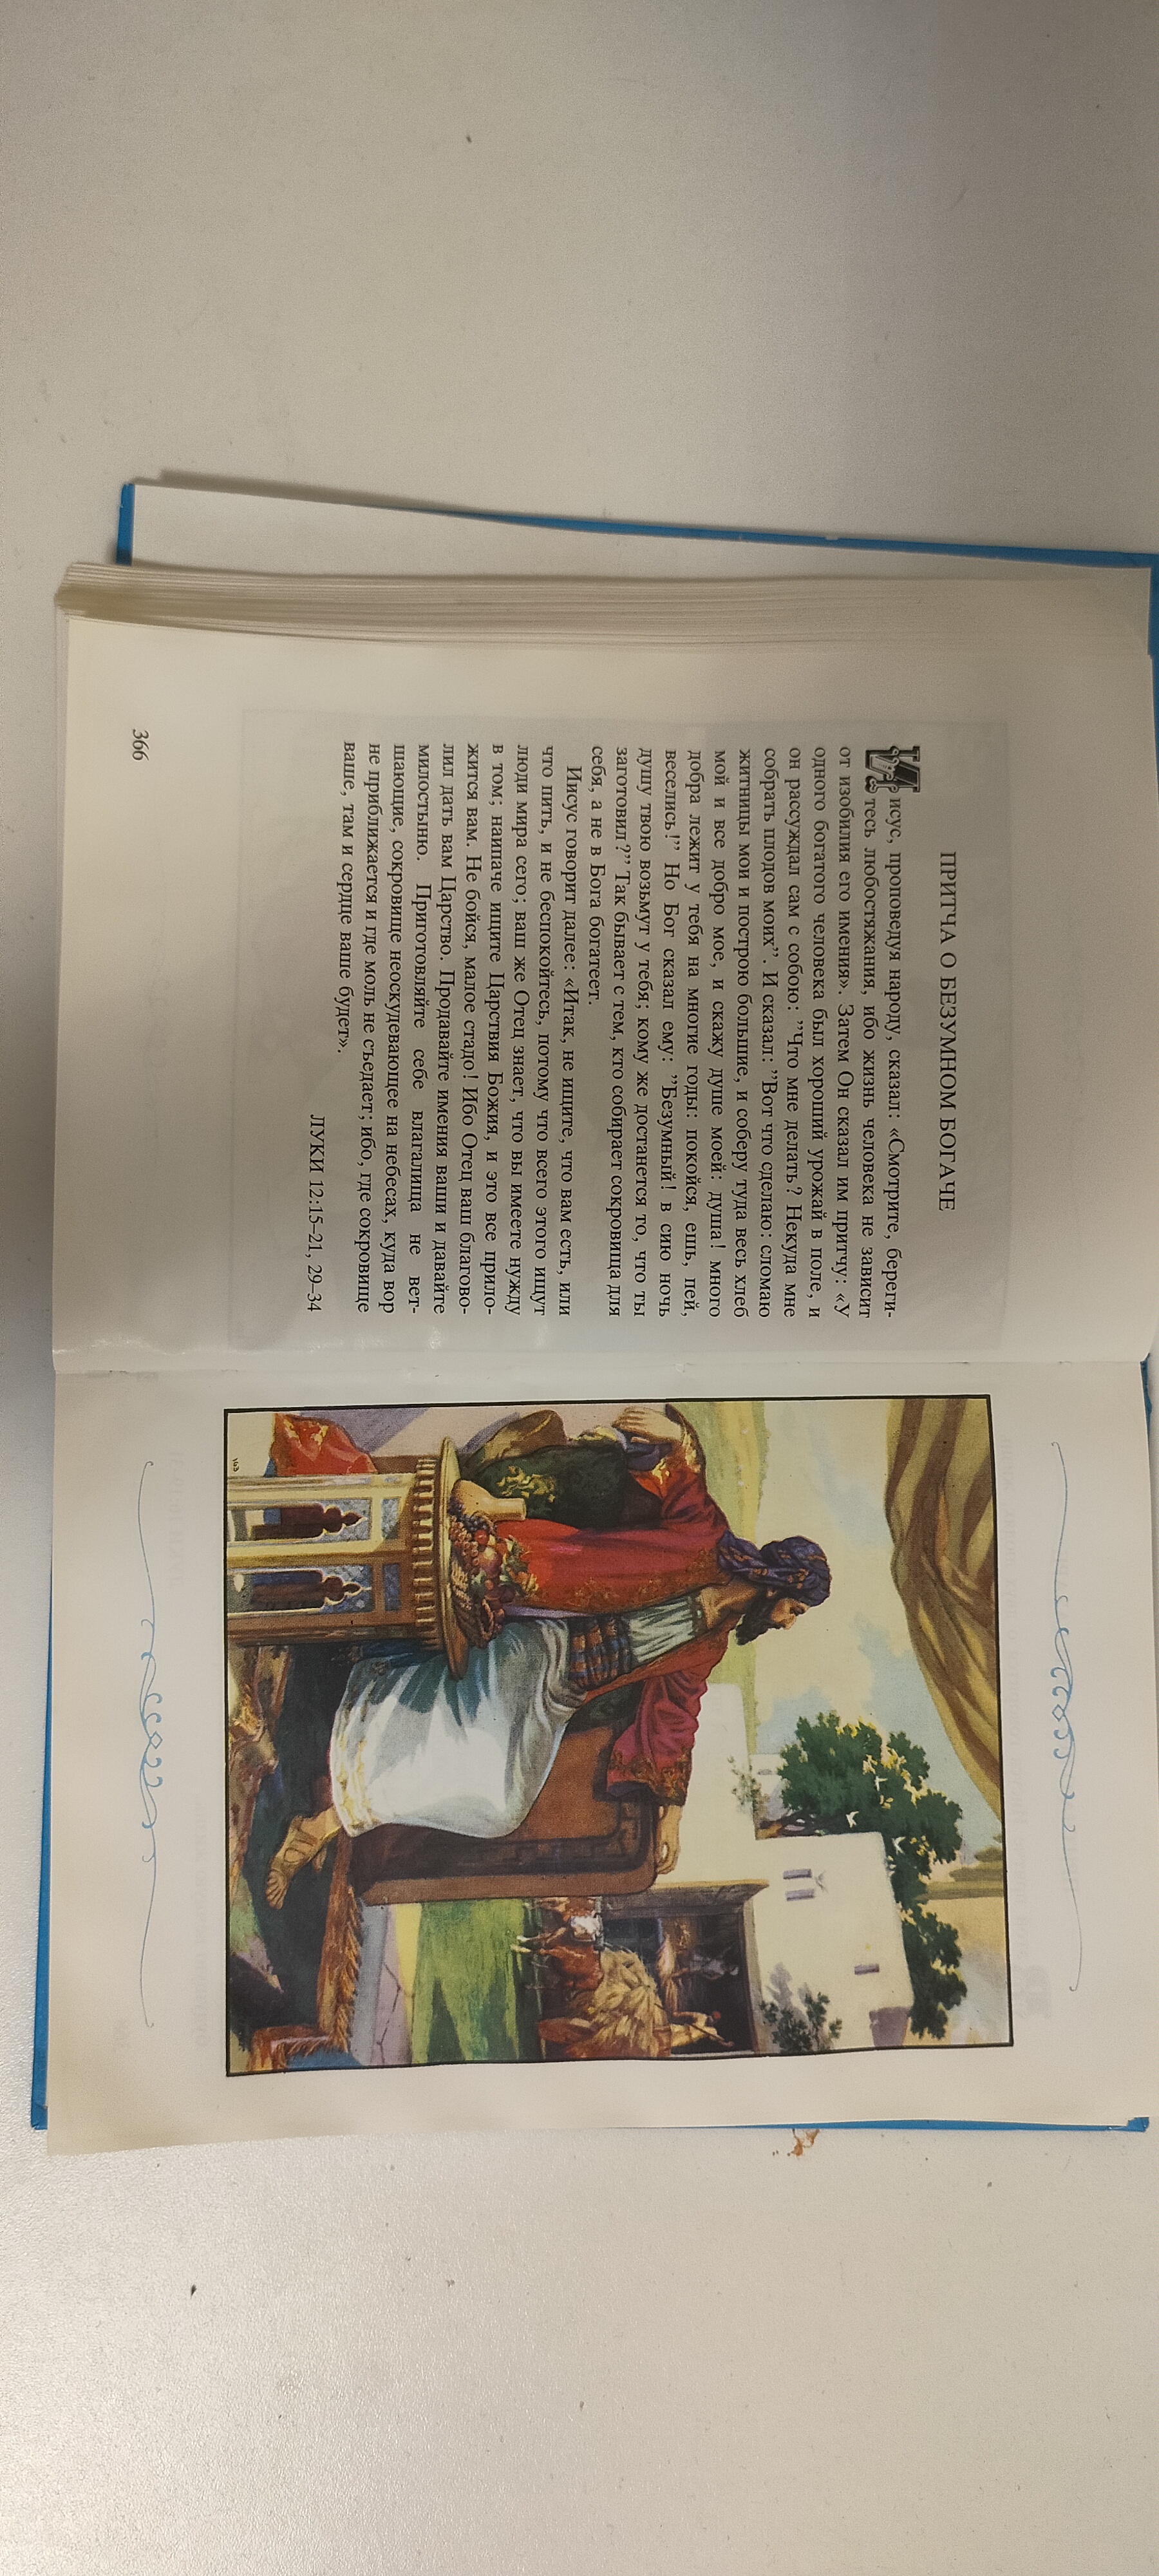 ПРИТЧА О БЕЗУМНОМ БОГАЧЕ
Иисус, проповедуя народу, сказал: «Смотрите, береги-
тесь любостяжания, ибо жизнь человека не зависит
от изобилия его имения». Затем Он сказал им притчу: «У
одного богатого человека был хороший урожай в поле, и
он рассуждал сам с собою: ”Что мне делать? Некуда мне
собрать плодов моих”. И сказал: ”Вот что сделаю: сломаю
житницы мои и построю большие, и соберу туда весь хлеб
мой и все добро мое, и скажу душе моей: душа! много
добра лежит у тебя на многие годы: покойся, ешь, пей,
веселись!” Но Бог сказал ему: ”Безумный! в сию ночь
душу твою возьмут у тебя; кому же достанется то, что ты
заготовил?” Так бывает с тем, кто собирает сокровища для
себя, а не в Бога богатеет.
Иисус говорит далее: «Итак, не ищите, что вам есть, или
что пить, и не беспокойтесь, потому что всего этого ищут
люди мира сего; ваш же Отец знает, что вы имеете нужду
в том; наипаче ищите Царствия Божия, и это все прило-
жится вам. Не бойся, малое стадо! Ибо Отец ваш благово-
лил дать вам Царство. Продавайте имения ваши и давайте
милостыню. Приготовляйте себе влагалища не вет-
шающие, сокровище неоскудевающее на небесах, куда вор
не приближается и где моль не съедает; ибо, где сокровище
ваше, там и сердце ваше будет».
ЛУКИ 12:15–21, 29–34
366
163